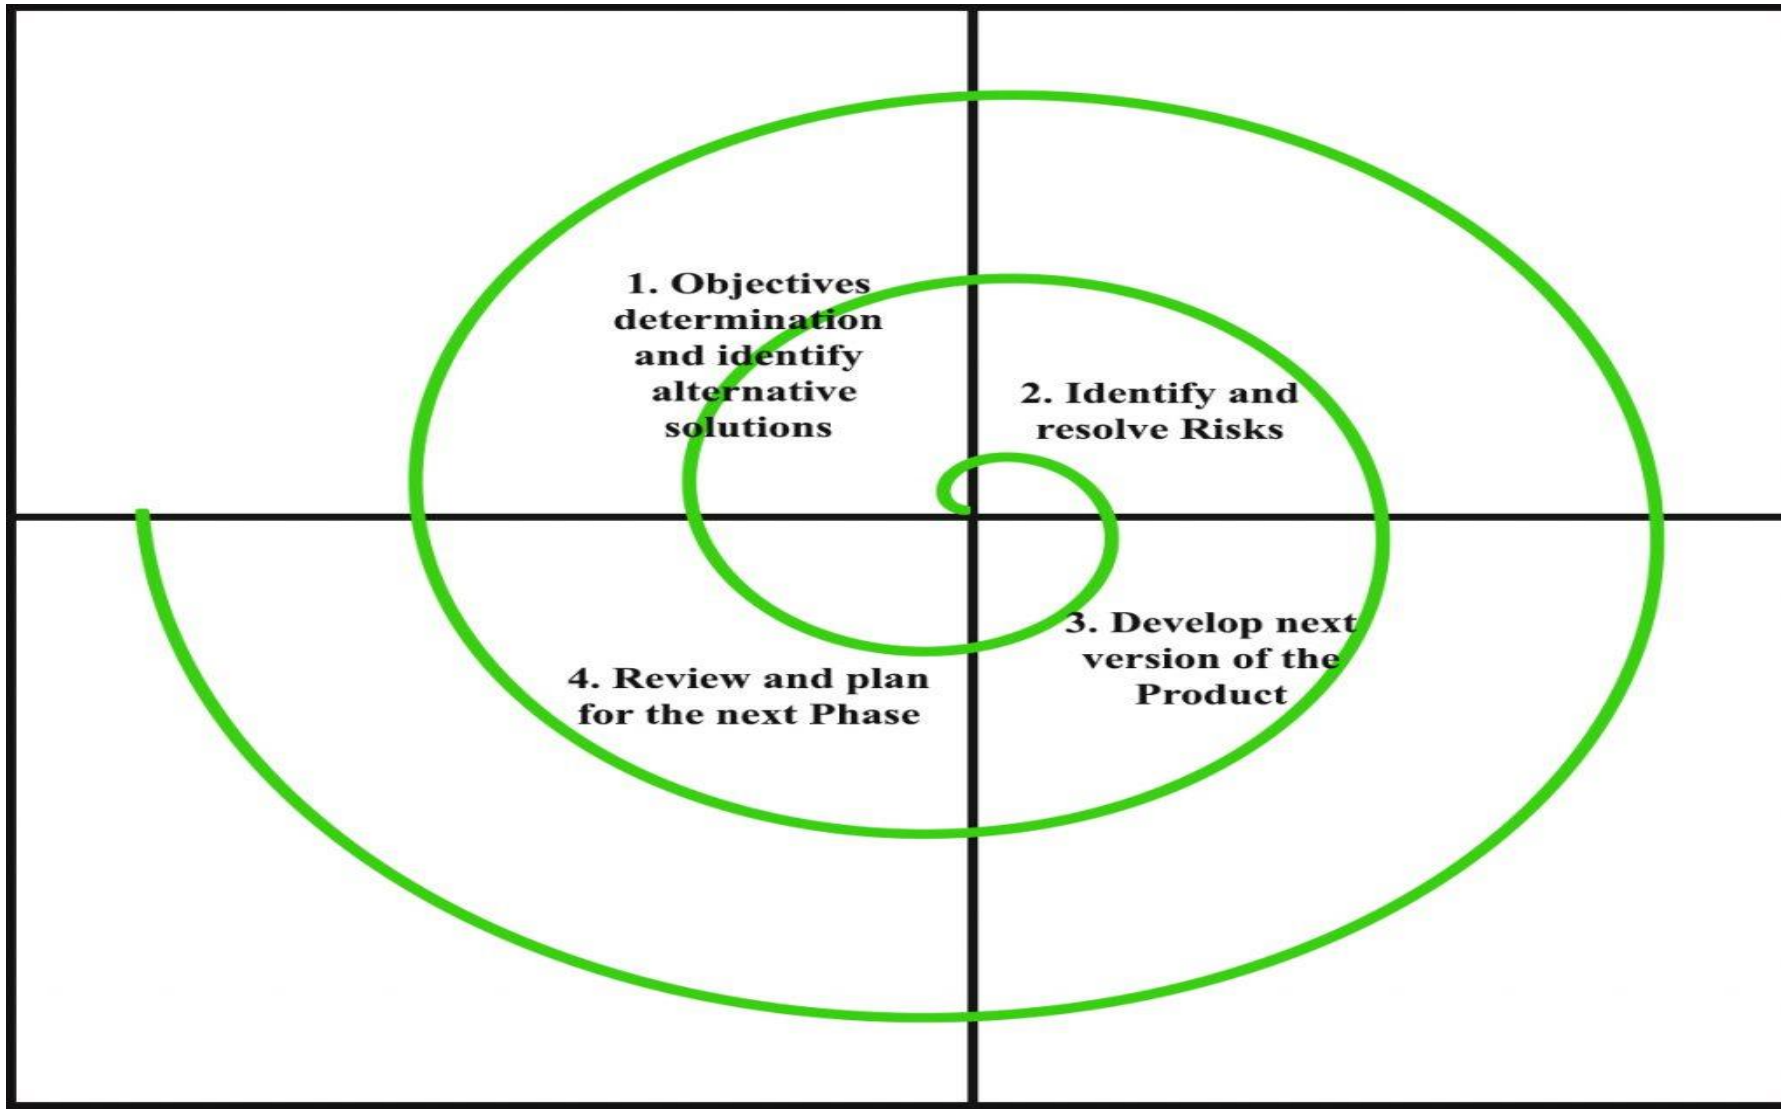 1. Objectives
determination
and identify
alternative
solutions
2. Identify and
resolve Risks
3. Develop next
version of the
Product
4. Review and plan
for the next Phase